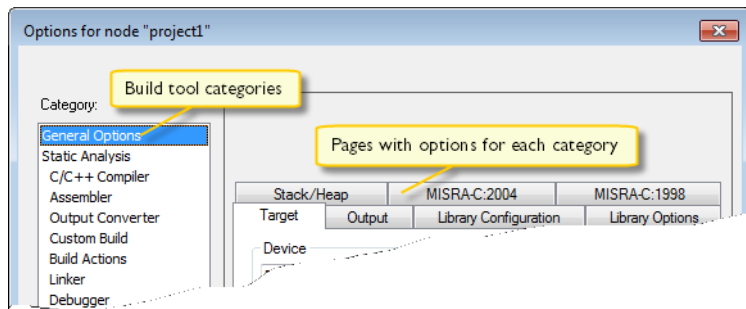 Options for node "project1"
Build tool categories
Category:
General Options
Static Analysis
C/C++ Compiler
Assembler
Output Converter
Custom Build
Build Actions
Linker
Debugger
Pages with options for each category
Stack/Heap MISRA-C:2004 MISRA-C:1998
Target Output Library Configuration Library Options
Device